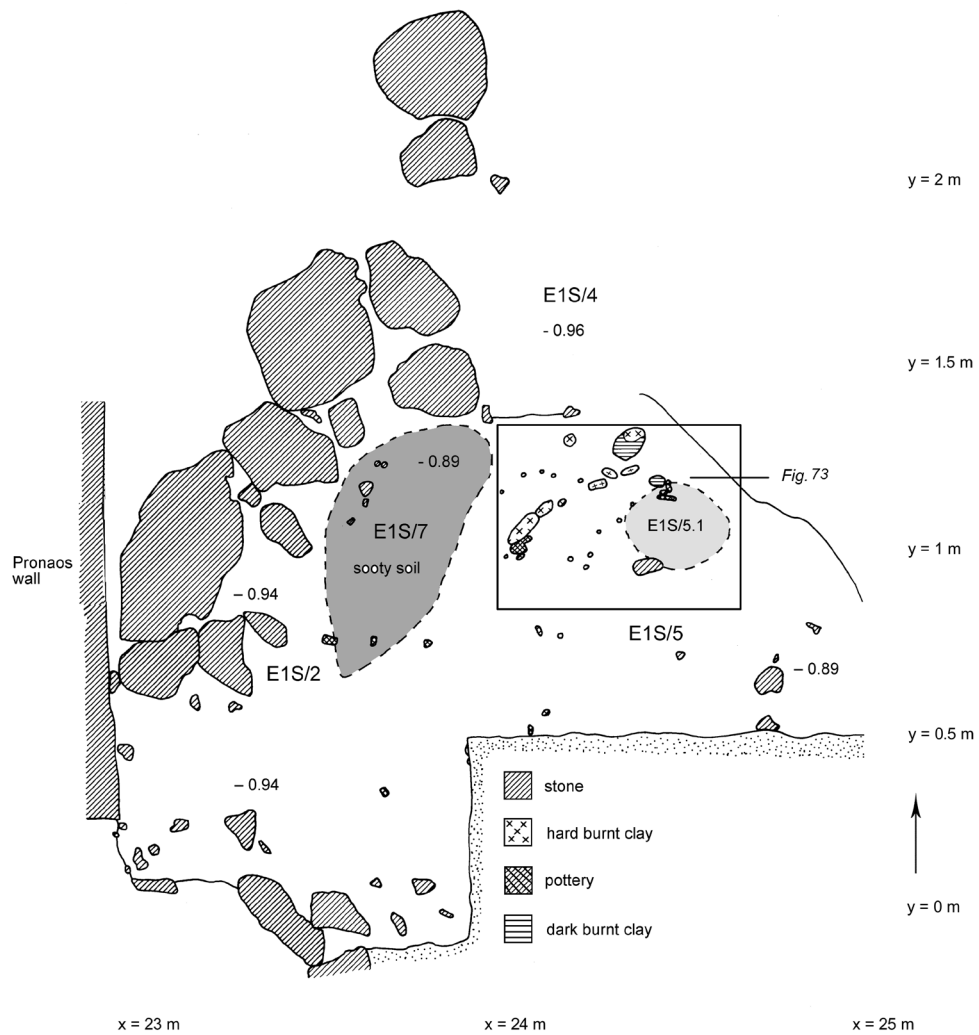 y = 2 m
E1S/4
- 0.96
y = 1.5 m
- 0.89
Fig. 73
E1S/7
E1S/5.1
sooty soil
y = 1 m
Pronaos
wall
- 0.94
E1S/5
E1S/2
- 0.89
y = 0.5 m
- 0.94
stone
hard burnt clay
pottery
dark burnt clay
y = 0 m
x = 23 m
x = 24 m
x = 25 m